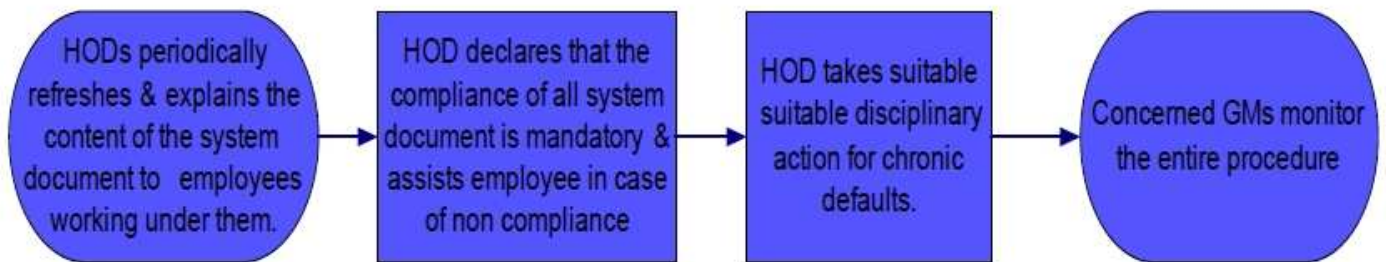 HODs periodically
refreshes & explains the
content of the system
document to employees
working under them.
HOD declares that the
compliance of all system
document is mandatory &
assists employee in case
of non compliance
HOD takes suitable
suitable disciplinary
action for chronic
defaults.
Concerned GMs monitor
the entire procedure